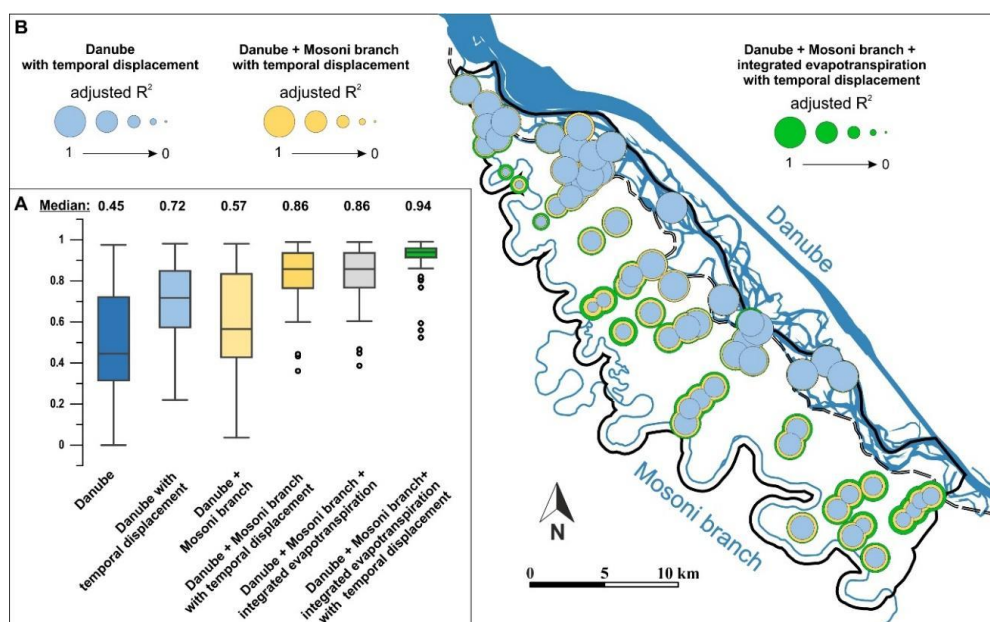 B
Danube
with temporal displacement
adjusted R²
1 → 0
Danube + Mosoni branch
with temporal displacement
adjusted R²
1 → 0
Danube + Mosoni branch +
integrated evapotranspiration
with temporal displacement
adjusted R²
1 → 0
A
Median: 0.45 0.72 0.57 0.86 0.86 0.94
1
0.8
0.6
0.4
0.2
0
Danube
Danube with
temporal displacement
Danube +
Mosoni branch
Danube + Mosoni branch
with temporal displacement
Danube + Mosoni branch +
integrated evapotranspiration
Danube + Mosoni branch+
integrated evapotranspiration
with temporal displacement
Danube
Mosoni branch
N
0 5 10 km